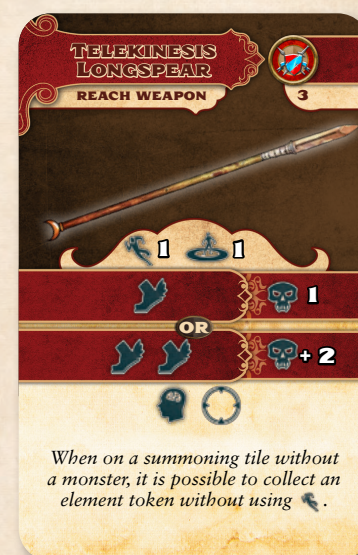 TELEKINESIS
LONGSPEAR
REACH WEAPON 3
1 1
1
OR
+ 2
When on a summoning tile without
a monster, it is possible to collect an
element token without using .